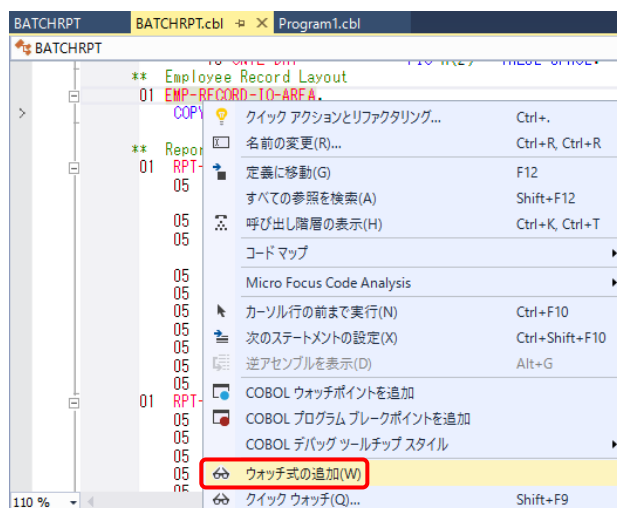 BATCHRPT BATCHRPT.cbl Program1.cbl
BATCHRPT
** Employee Record Layout
01 EMP-RECORD-IO-AREA.
COPY
** Repor
01 RPT-
05
05
05
05
05
05
05
05
05
05
01 RPT-
05
05
05
05
クイック アクションとリファクタリング... Ctrl+.
名前の変更(R)... Ctrl+R, Ctrl+R
定義に移動(G) F12
すべての参照を検索(A) Shift+F12
呼び出し階層の表示(H) Ctrl+K, Ctrl+T
コード マップ
Micro Focus Code Analysis
カーソル行の前まで実行(N) Ctrl+F10
次のステートメントの設定(X) Ctrl+Shift+F10
逆アセンブルを表示(D) Alt+G
COBOL ウォッチポイントを追加
COBOL プログラム ブレークポイントを追加
COBOL デバッグ ツールチップ スタイル
ウォッチ式の追加(W)
クイック ウォッチ(Q)... Shift+F9
110 %